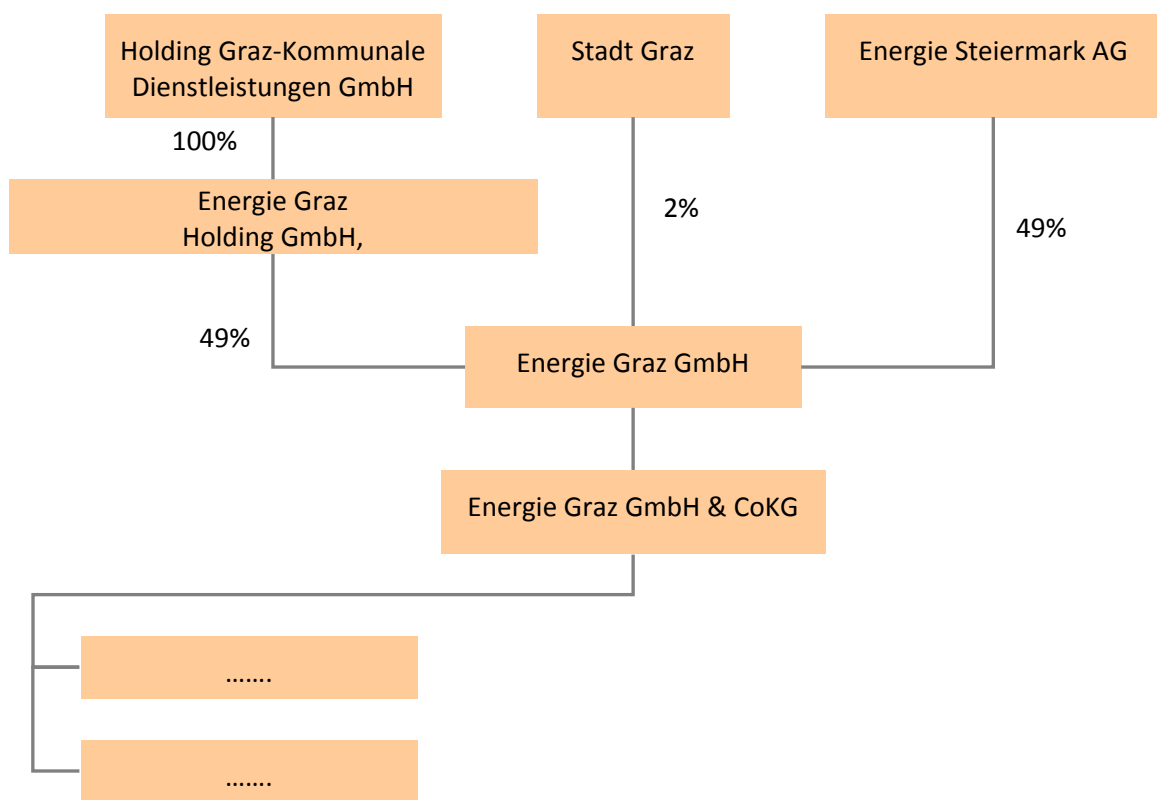 Holding Graz-Kommunale
Dienstleistungen GmbH
Stadt Graz
Energie Steiermark AG
100%
Energie Graz
Holding GmbH,
2%
49%
49%
Energie Graz GmbH
Energie Graz GmbH & CoKG
.......
.......